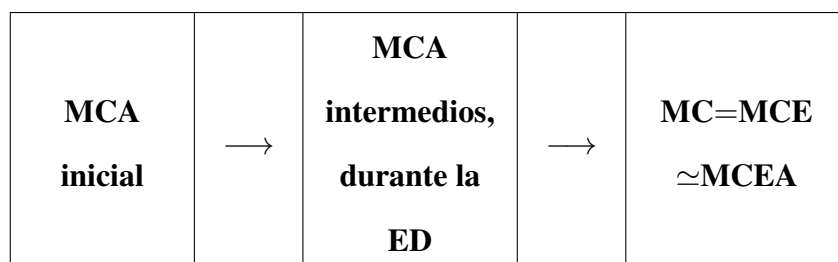 MCA
inicial
⟶
MCA
intermedios,
durante la
ED
⟶
MC=MCE
≃MCEA